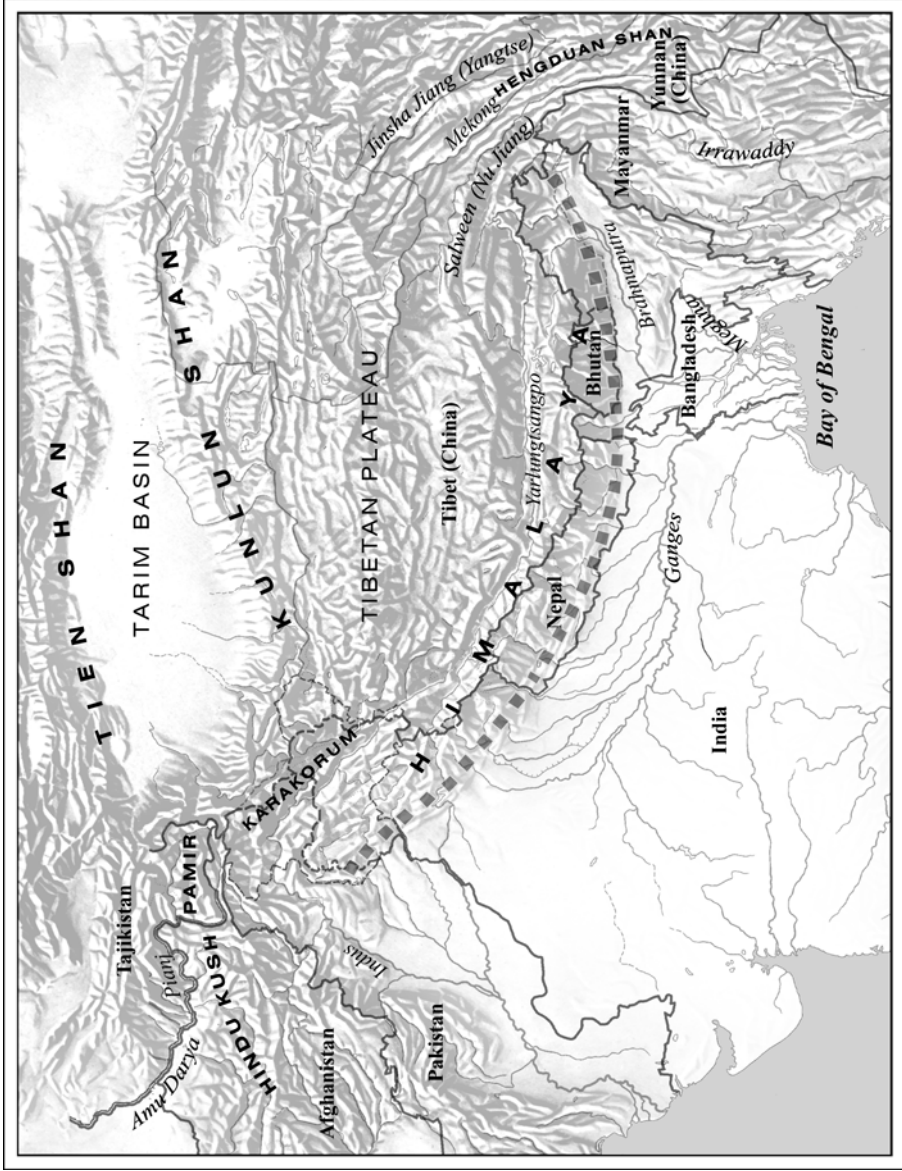 TIEN SHAN
TARIM BASIN
KUNLUN SHAN
TIBETAN PLATEAU
Tibet (China)
Jinsha Jiang (Yangtse)
Mekong
HENGDUAN SHAN
Salween (Nu Jiang)
Yunnan
(China)
Mayanmar
Irrawaddy
Tajikistan
Pianj
PAMIR
Amu Darya
HINDU KUSH
KARAKORUM
HIMALAYA
Yarlungtsangpo
Brahmaputra
Bhutan
Nepal
Afghanistan
Indus
Pakistan
Ganges
Bangladesh
Meghna
India
Bay of Bengal